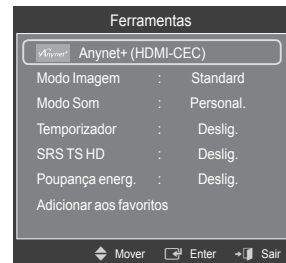 Ferramentas
Anynet+ Anynet+ (HDMI-CEC)
Modo Imagem : Standard
Modo Som : Personal.
Temporizador : Deslig.
SRS TS HD : Deslig.
Poupança energ. : Deslig.
Adicionar aos favoritos
Mover Enter Sair